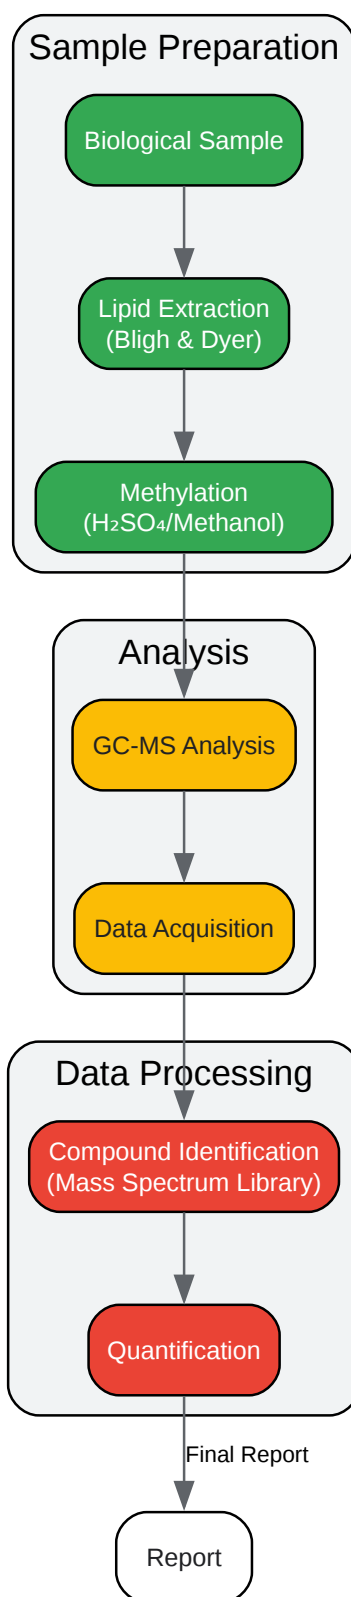 Sample Preparation
Biological Sample
Lipid Extraction
(Bligh & Dyer)
Methylation
(H₂SO₄/Methanol)
Analysis
GC-MS Analysis
Data Acquisition
Data Processing
Compound Identification
(Mass Spectrum Library)
Quantification
Final Report
Report